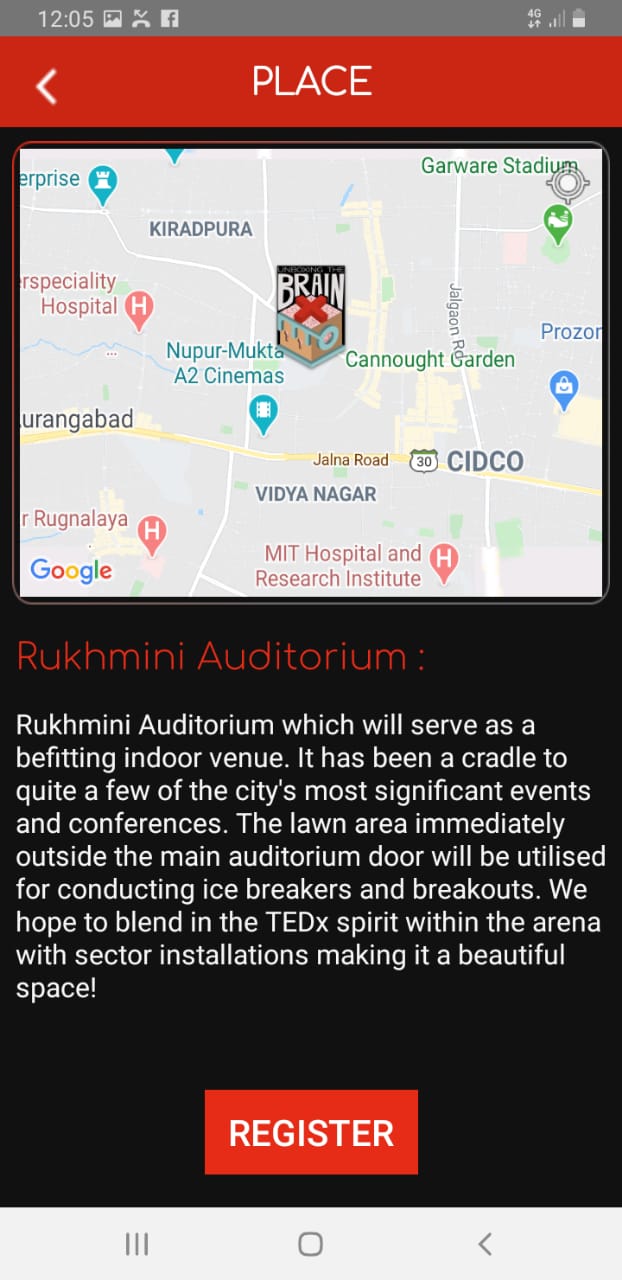 12:05
4G
PLACE
Garware Stadium
erprise
KIRADPURA
UNBOXING THE
BRAIN
erspeciality
Hospital
H
Jalgaon Rd
Prozor
Nupur-Mukta
A2 Cinemas
Cannought Garden
urangabad
Jalna Road
30
CIDCO
VIDYA NAGAR
r Rugnalaya
H
MIT Hospital and
Research Institute
H
Google
Rukhmini Auditorium :
Rukhmini Auditorium which will serve as a
befitting indoor venue. It has been a cradle to
quite a few of the city's most significant events
and conferences. The lawn area immediately
outside the main auditorium door will be utilised
for conducting ice breakers and breakouts. We
hope to blend in the TEDx spirit within the arena
with sector installations making it a beautiful
space!
REGISTER